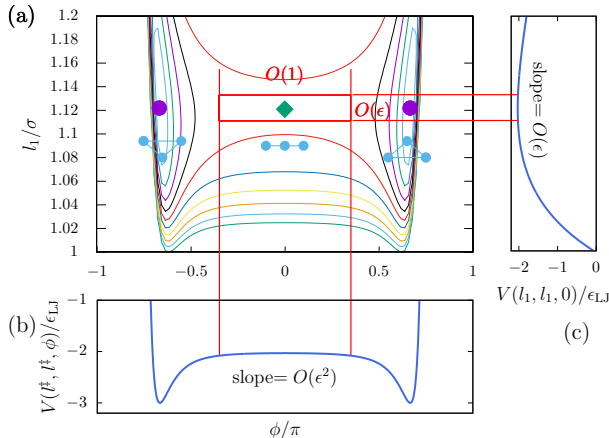 (a)
1.2
1.18
1.16
1.14
1.12
1.1
1.08
1.06
1.04
1.02
1
l₁/σ
O(1)
O(ϵ)
−1
−0.5
0
0.5
1
slope= O(ϵ)
−2
−1
0
V(l₁, l₁, 0)/ϵ_LJ
(c)
(b)
−1
−2
−3
V(l‡, l‡, ϕ)/ϵ_LJ
slope= O(ϵ²)
ϕ/π